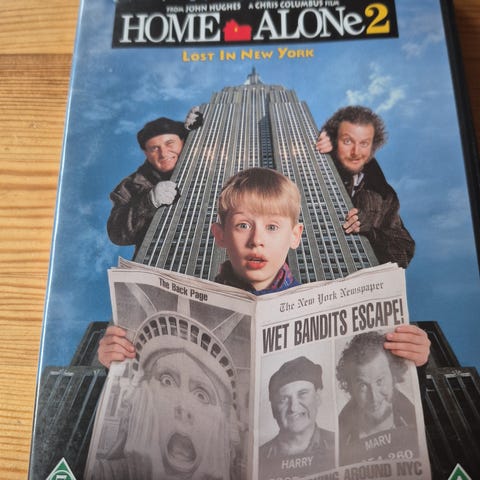 FROM JOHN HUGHES A CHRIS COLUMBUS FILM
HOME ALONe 2
LOST IN NEW YORK
The Back Page
The New York Newspaper
WET BANDITS ESCAPE!
HARRY
MARV
AROUND NYC